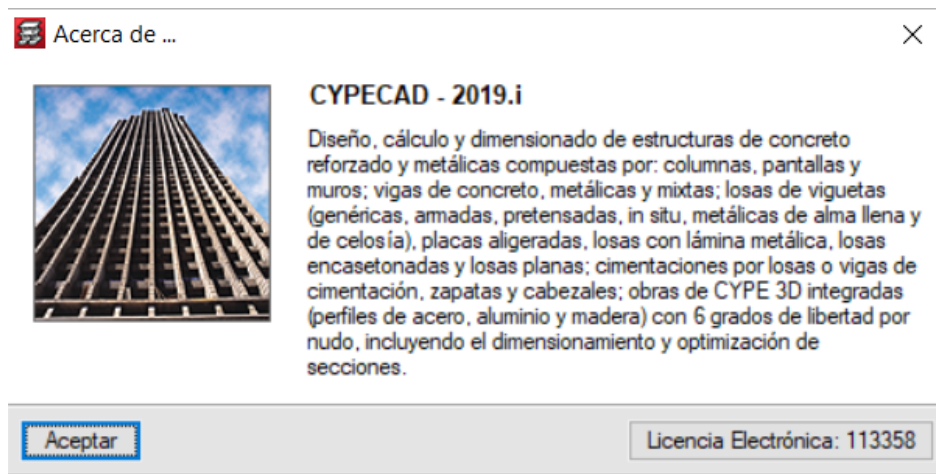 Acerca de ...
CYPECAD - 2019.i
Diseño, cálculo y dimensionado de estructuras de concreto
reforzado y metálicas compuestas por: columnas, pantallas y
muros; vigas de concreto, metálicas y mixtas; losas de viguetas
(genéricas, armadas, pretensadas, in situ, metálicas de alma llena y
de celosía), placas aligeradas, losas con lámina metálica, losas
encasetonadas y losas planas; cimentaciones por losas o vigas de
cimentación, zapatas y cabezales; obras de CYPE 3D integradas
(perfiles de acero, aluminio y madera) con 6 grados de libertad por
nudo, incluyendo el dimensionamiento y optimización de
secciones.
Aceptar
Licencia Electrónica: 113358